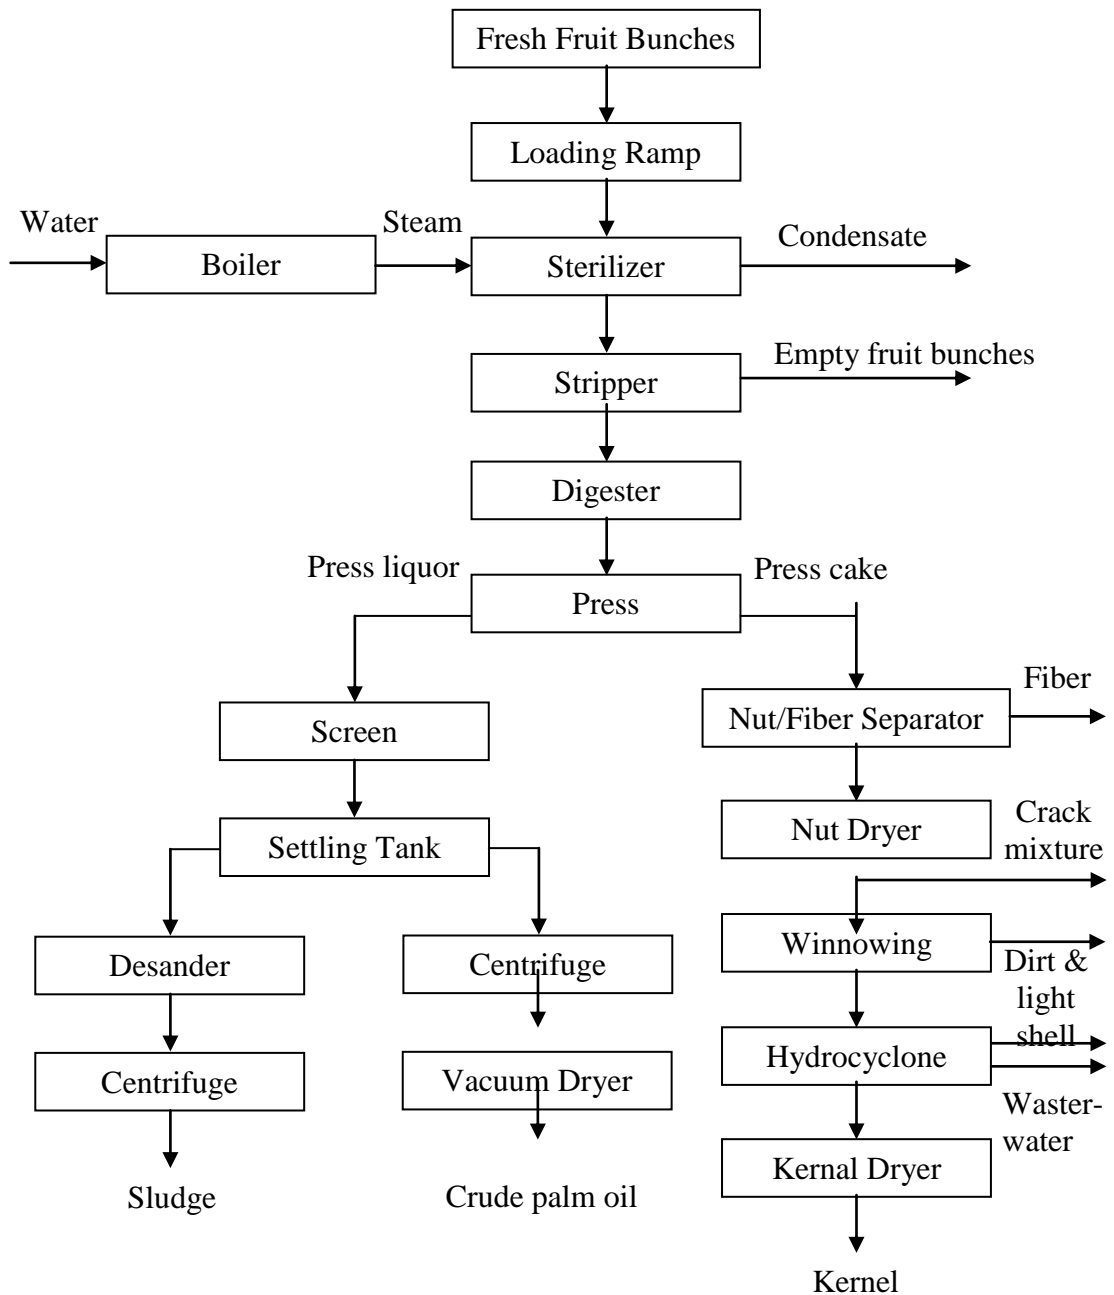 Fresh Fruit Bunches
Loading Ramp
Water
Steam
Condensate
Boiler
Sterilizer
Empty fruit bunches
Stripper
Digester
Press liquor
Press cake
Press
Fiber
Screen
Nut/Fiber Separator
Crack
mixture
Settling Tank
Nut Dryer
Desander
Centrifuge
Winnowing
Dirt &
light
shell
Centrifuge
Vacuum Dryer
Hydrocyclone
Waster-
water
Kernal Dryer
Sludge
Crude palm oil
Kernel